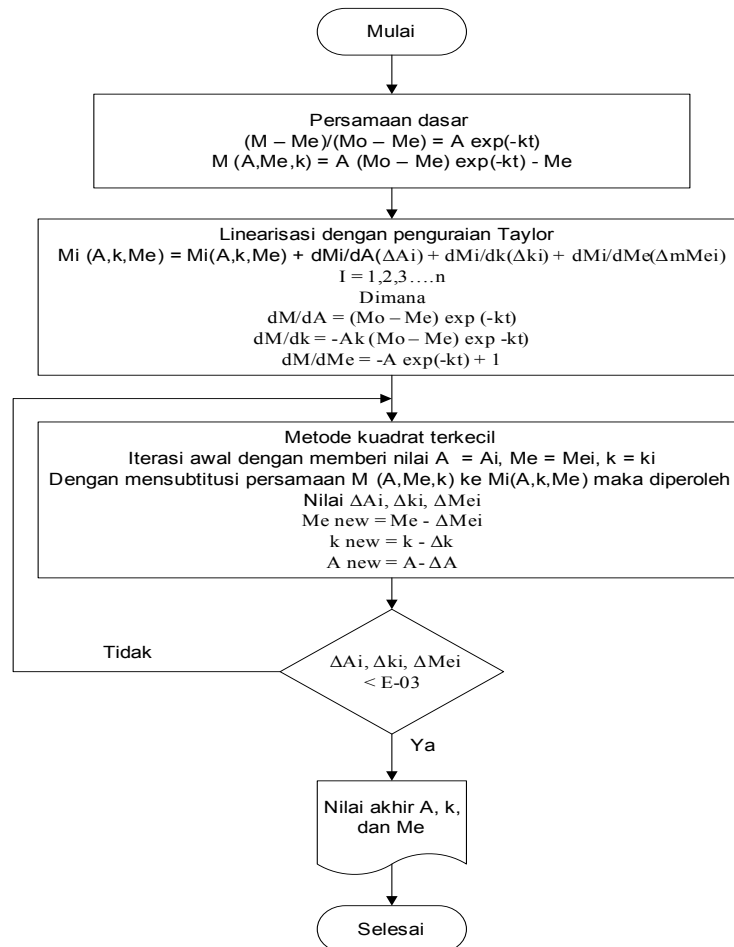 Mulai
Persamaan dasar
(M – Me)/(Mo – Me) = A exp(-kt)
M (A,Me,k) = A (Mo – Me) exp(-kt) - Me
Linearisasi dengan penguraian Taylor
Mi (A,k,Me) = Mi(A,k,Me) + dMi/dA(ΔAi) + dMi/dk(Δki) + dMi/dMe(ΔmMei)
I = 1,2,3….n
Dimana
dM/dA = (Mo – Me) exp (-kt)
dM/dk = -Ak (Mo – Me) exp -kt)
dM/dMe = -A exp(-kt) + 1
Metode kuadrat terkecil
Iterasi awal dengan memberi nilai A = Ai, Me = Mei, k = ki
Dengan mensubtitusi persamaan M (A,Me,k) ke Mi(A,k,Me) maka diperoleh
Nilai ΔAi, Δki, ΔMei
Me new = Me - ΔMei
k new = k - Δk
A new = A- ΔA
Tidak
ΔAi, Δki, ΔMei
< E-03
Ya
Nilai akhir A, k,
dan Me
Selesai